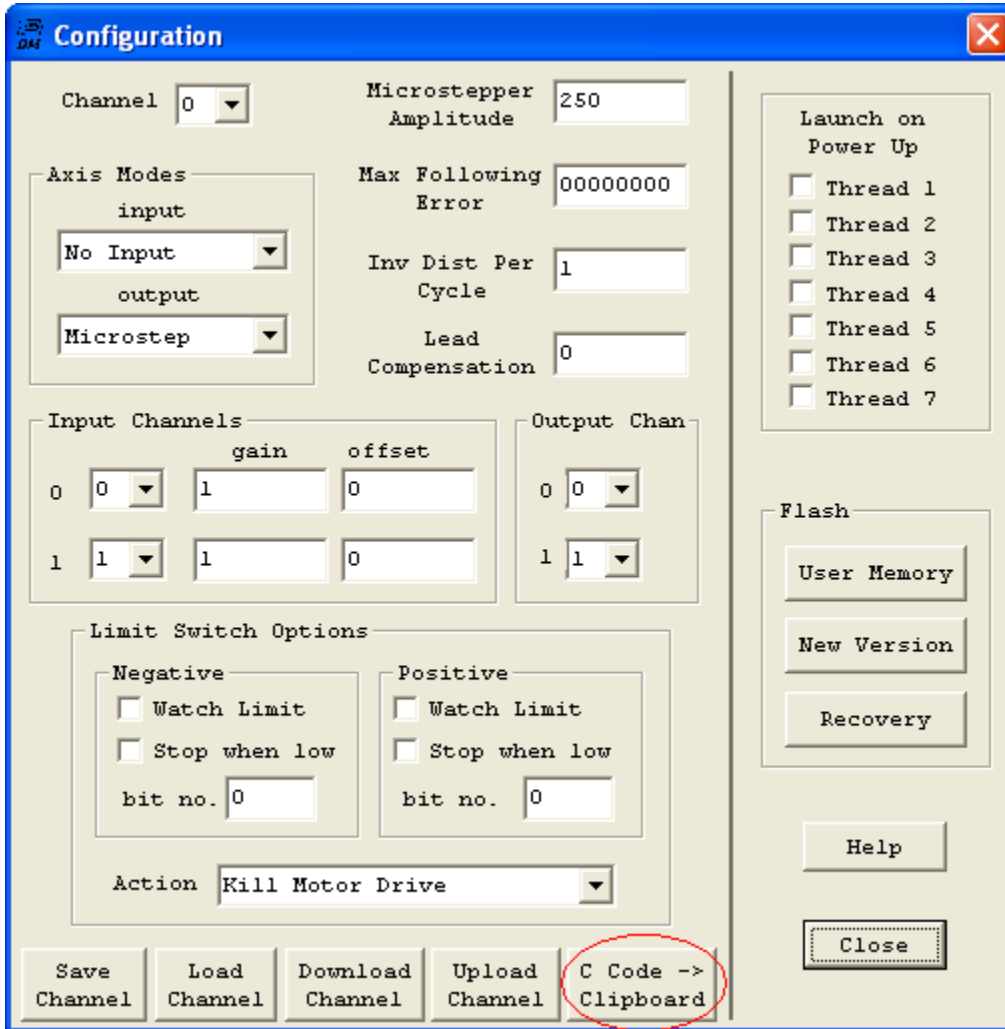 DM Configuration
Channel 0
Microstepper
Amplitude
250
Axis Modes
input
No Input
output
Microstep
Max Following
Error
00000000
Inv Dist Per
Cycle
1
Lead
Compensation
0
Launch on
Power Up
Thread 1
Thread 2
Thread 3
Thread 4
Thread 5
Thread 6
Thread 7
Input Channels
gain offset
0 0 1 0
1 1 1 0
Output Chan
0 0
1 1
Flash
User Memory
New Version
Recovery
Limit Switch Options
Negative
Watch Limit
Stop when low
bit no. 0
Positive
Watch Limit
Stop when low
bit no. 0
Action Kill Motor Drive
Help
Close
Save
Channel
Load
Channel
Download
Channel
Upload
Channel
C Code ->
Clipboard